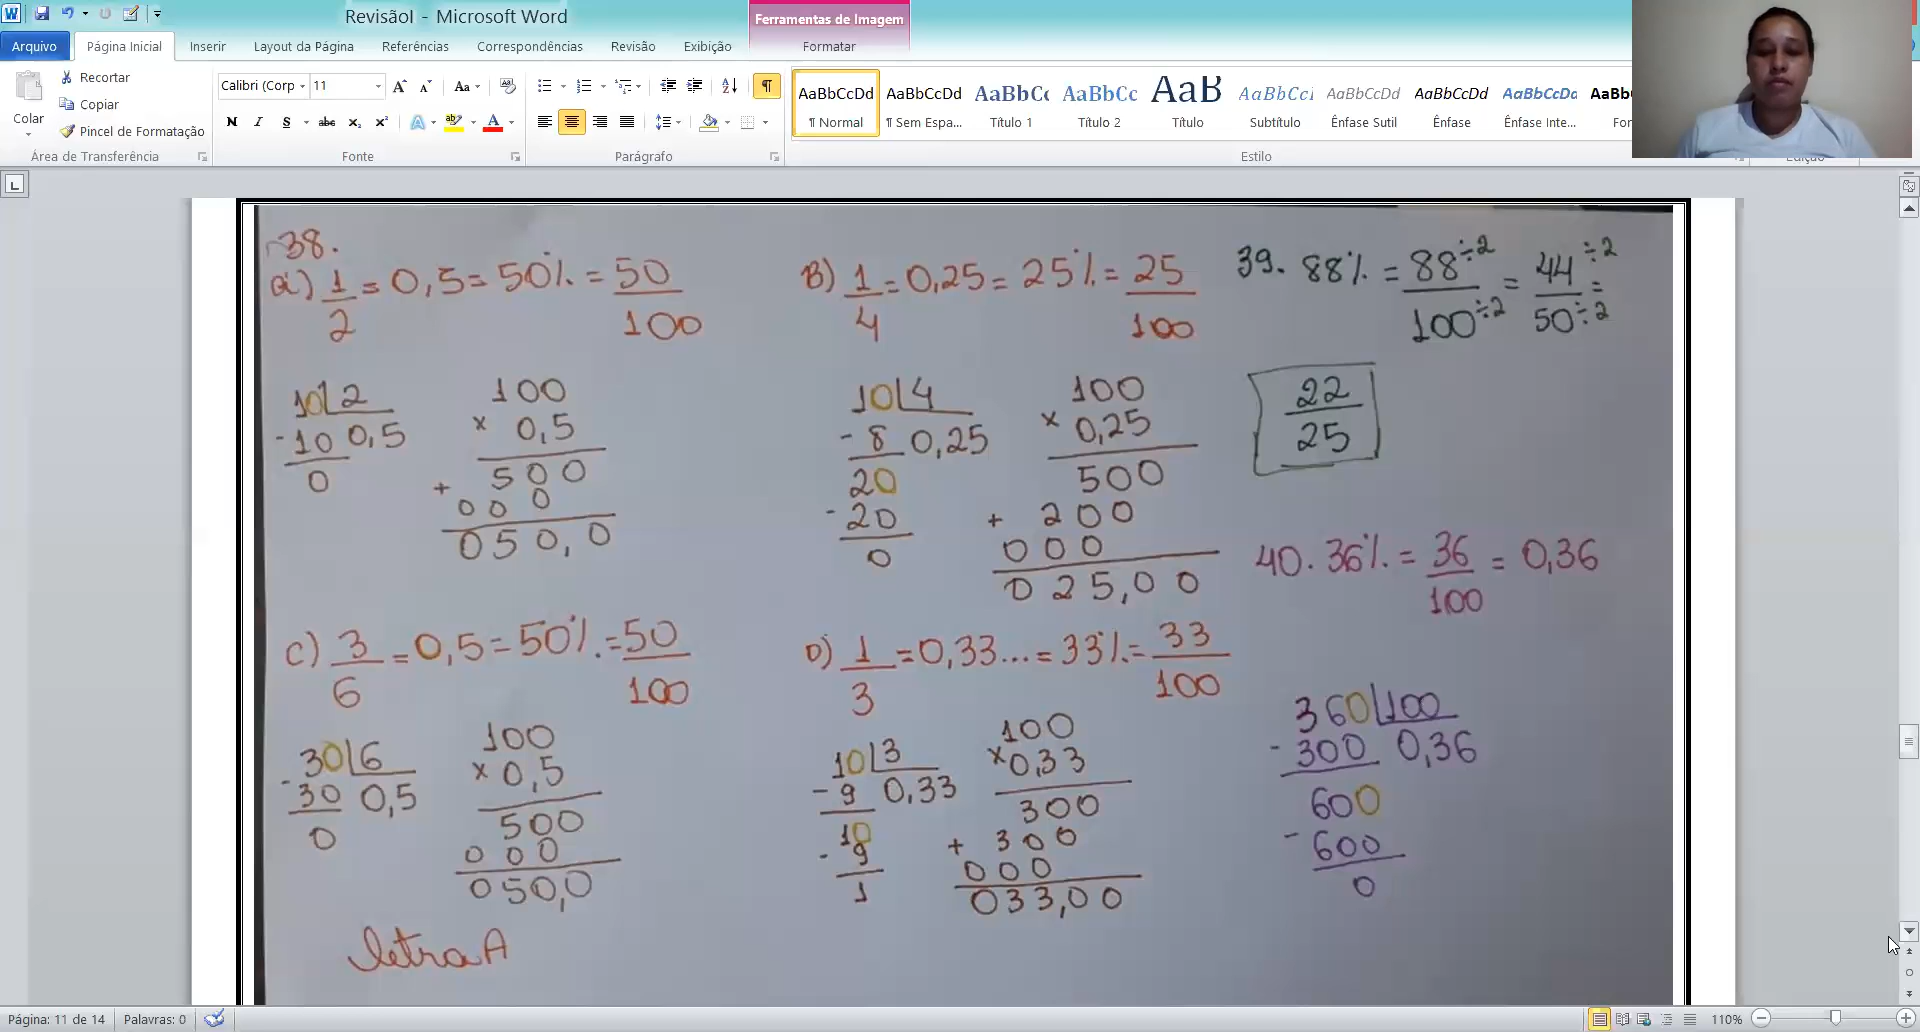 Revisãol - Microsoft Word
Ferramentas de Imagem
Arquivo Página Inicial Inserir Layout da Página Referências Correspondências Revisão Exibição Formatar
Colar
Recortar
Copiar
Pincel de Formatação
Área de Transferência
Calibri (Corp 11
N I S abc x₂ x²
Fonte
Parágrafo
AaBbCcDd AaBbCcDd AaBbCc AaBbCc AaB AaBbCcI AaBbCcDd AaBbCcDd AaBbCcDd AaBb
¶ Normal ¶ Sem Espa... Título 1 Título 2 Título Subtítulo Ênfase Sutil Ênfase Ênfase Inte... For
Estilo
38.
a) 1/2 = 0,5 = 50% = 50/100
10 | 2
- 10 0,5
0
100
× 0,5
500
+ 000
050,0
B) 1/4 = 0,25 = 25% = 25/100
10 | 4
- 8 0,25
20
- 20
0
100
× 0,25
500
+ 200
000
025,00
C) 3/6 = 0,5 = 50% = 50/100
30 | 6
- 30 0,5
0
100
× 0,5
500
000
050,0
letra A
D) 1/3 = 0,33... = 33% = 33/100
10 | 3
- 9 0,33
10
- 9
1
100
× 0,33
300
+ 300
000
033,00
39. 88% = 88÷2/100÷2 = 44÷2/50÷2 =
22/25
40. 36% = 36/100 = 0,36
360 | 100
- 300 0,36
600
- 600
0
Página: 11 de 14 Palavras: 0 110%